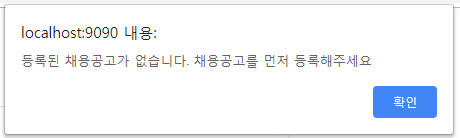 localhost:9090 내용:
등록된 채용공고가 없습니다. 채용공고를 먼저 등록해주세요
확인